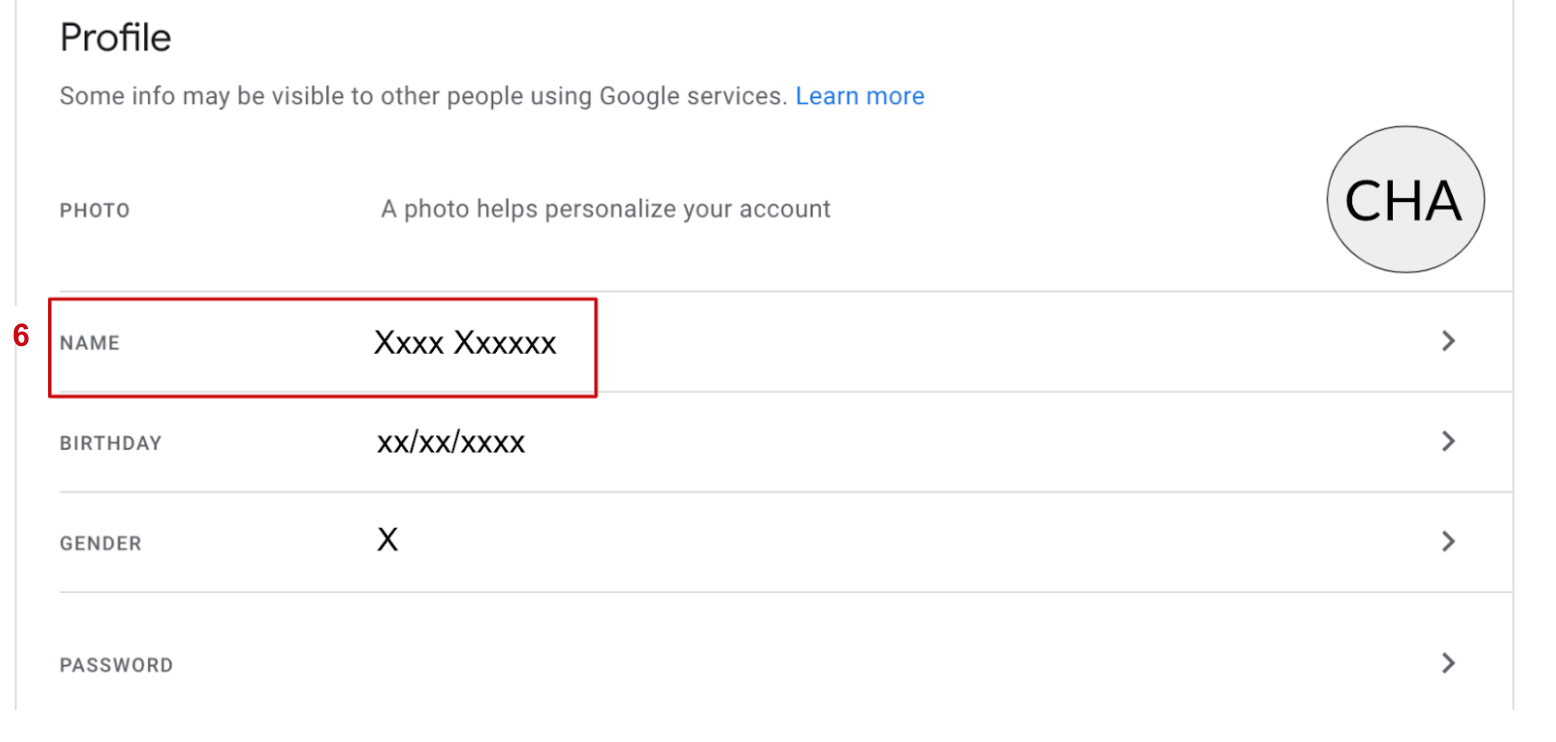 Profile
Some info may be visible to other people using Google services. Learn more
PHOTO A photo helps personalize your account CHA
6 NAME Xxxx Xxxxxx
BIRTHDAY xx/xx/xxxx
GENDER X
PASSWORD